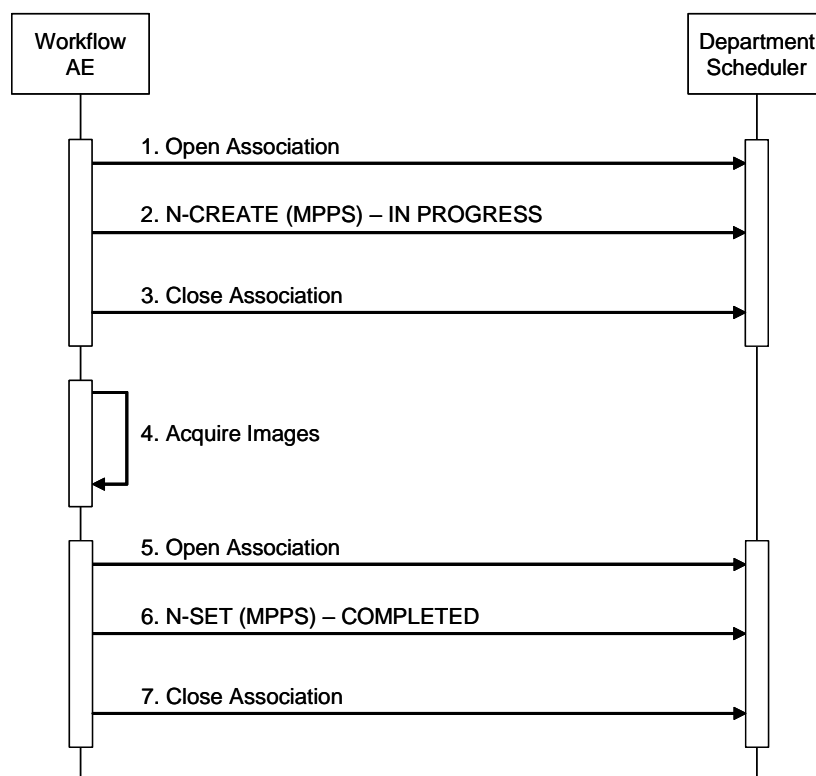 Workflow
AE
Department
Scheduler
1. Open Association
2. N-CREATE (MPPS) – IN PROGRESS
3. Close Association
4. Acquire Images
5. Open Association
6. N-SET (MPPS) – COMPLETED
7. Close Association